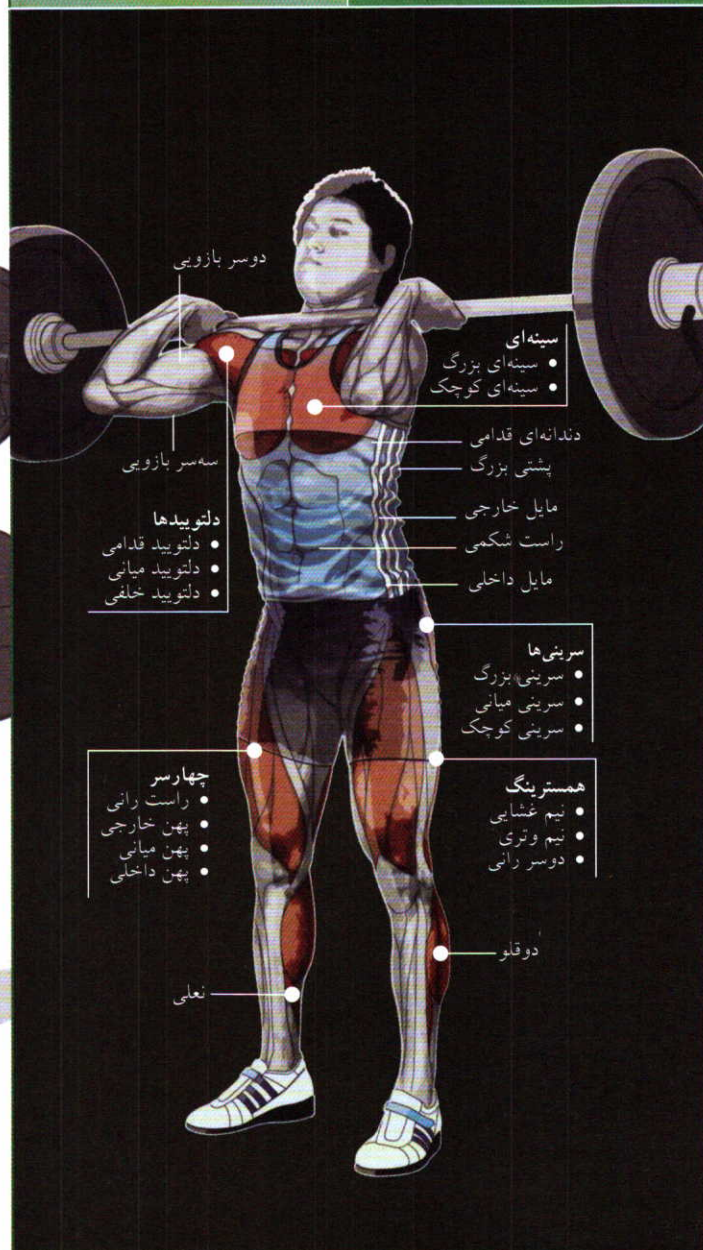 دوسر بازویی
سینه‌ای
• سینه‌ای بزرگ
• سینه‌ای کوچک
دندانه‌ای قدامی
پشتی بزرگ
سه‌سر بازویی
مایل خارجی
راست شکمی
مایل داخلی
دلتوییدها
• دلتویید قدامی
• دلتویید میانی
• دلتویید خلفی
سرینی‌ها
• سرینی بزرگ
• سرینی میانی
• سرینی کوچک
چهارسر
• راست رانی
• پهن خارجی
• پهن میانی
• پهن داخلی
همسترینگ
• نیم غشایی
• نیم وتری
• دوسر رانی
دوقلو
نعلی